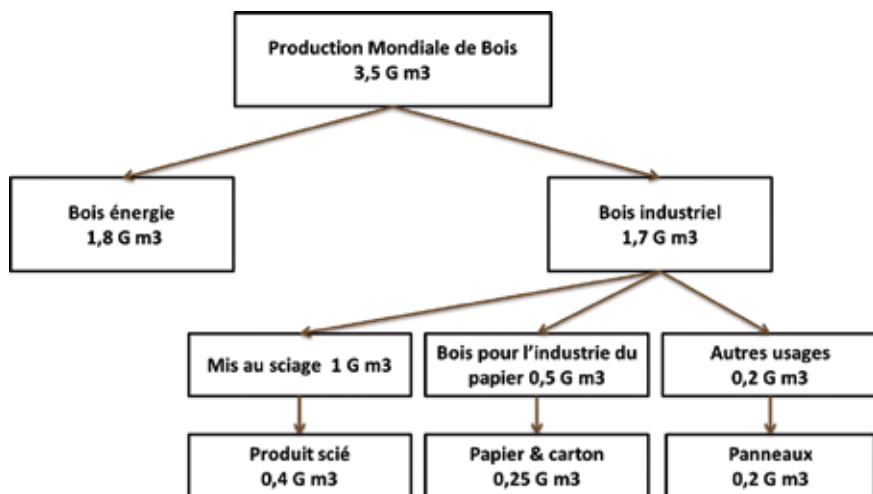 Production Mondiale de Bois
3,5 G m3
Bois énergie
1,8 G m3
Bois industriel
1,7 G m3
Mis au sciage 1 G m3
Bois pour l'industrie du
papier 0,5 G m3
Autres usages
0,2 G m3
Produit scié
0,4 G m3
Papier & carton
0,25 G m3
Panneaux
0,2 G m3